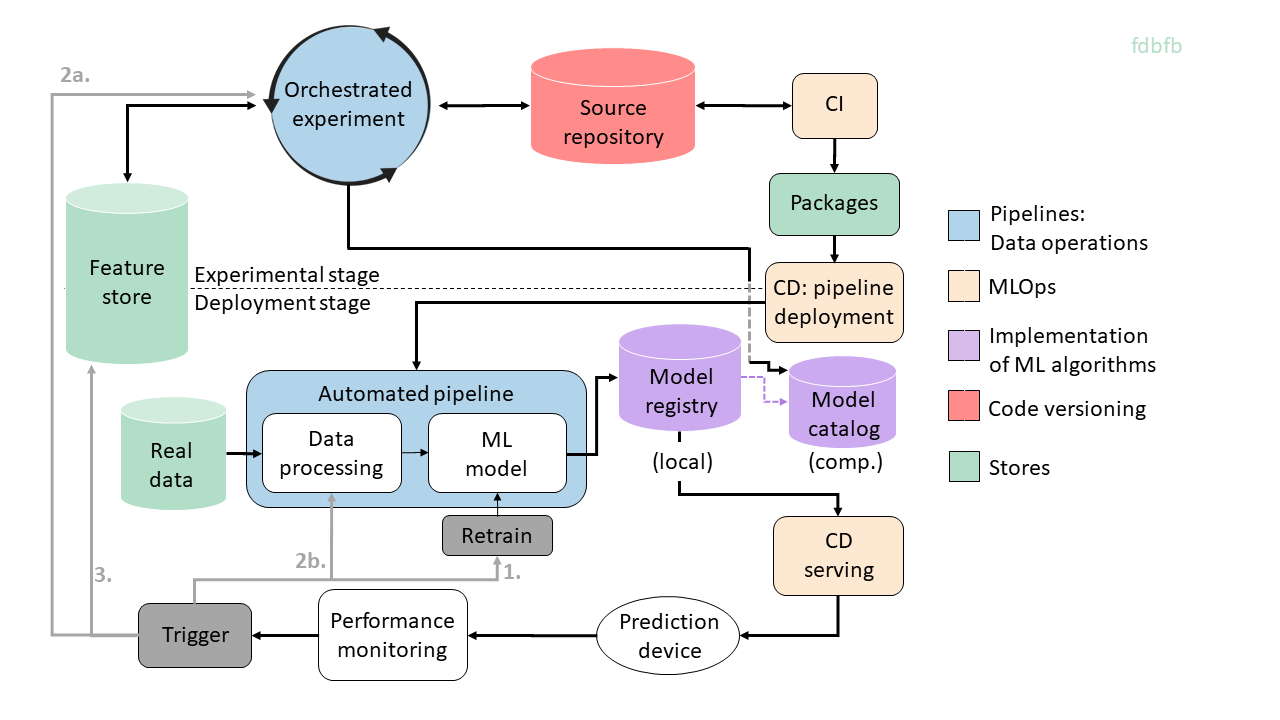 fdbfb
2a.
Orchestrated
experiment
Source
repository
CI
Packages
Feature
store
Experimental stage
Deployment stage
CD: pipeline
deployment
Pipelines:
Data operations
MLOps
Implementation
of ML algorithms
Code versioning
Stores
Automated pipeline
Data
processing
ML
model
Real
data
Model
registry
(local)
Model
catalog
(comp.)
Retrain
2b.
1.
3.
CD
serving
Trigger
Performance
monitoring
Prediction
device